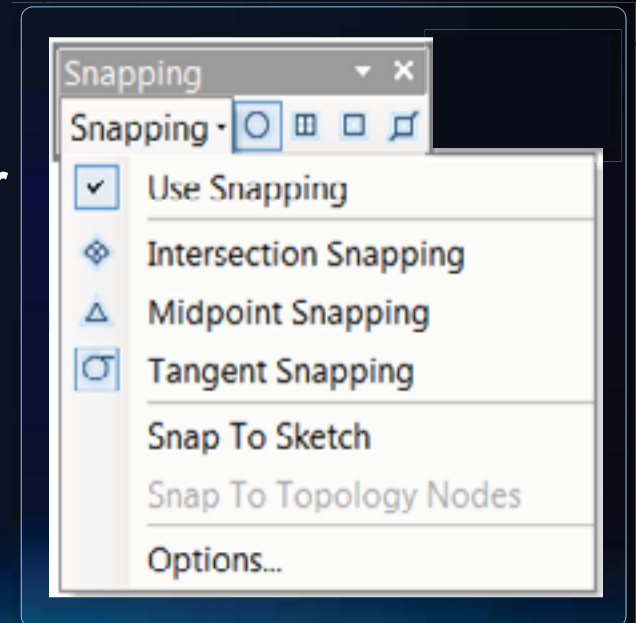 Snapping
Snapping
Use Snapping
Intersection Snapping
Midpoint Snapping
Tangent Snapping
Snap To Sketch
Snap To Topology Nodes
Options...